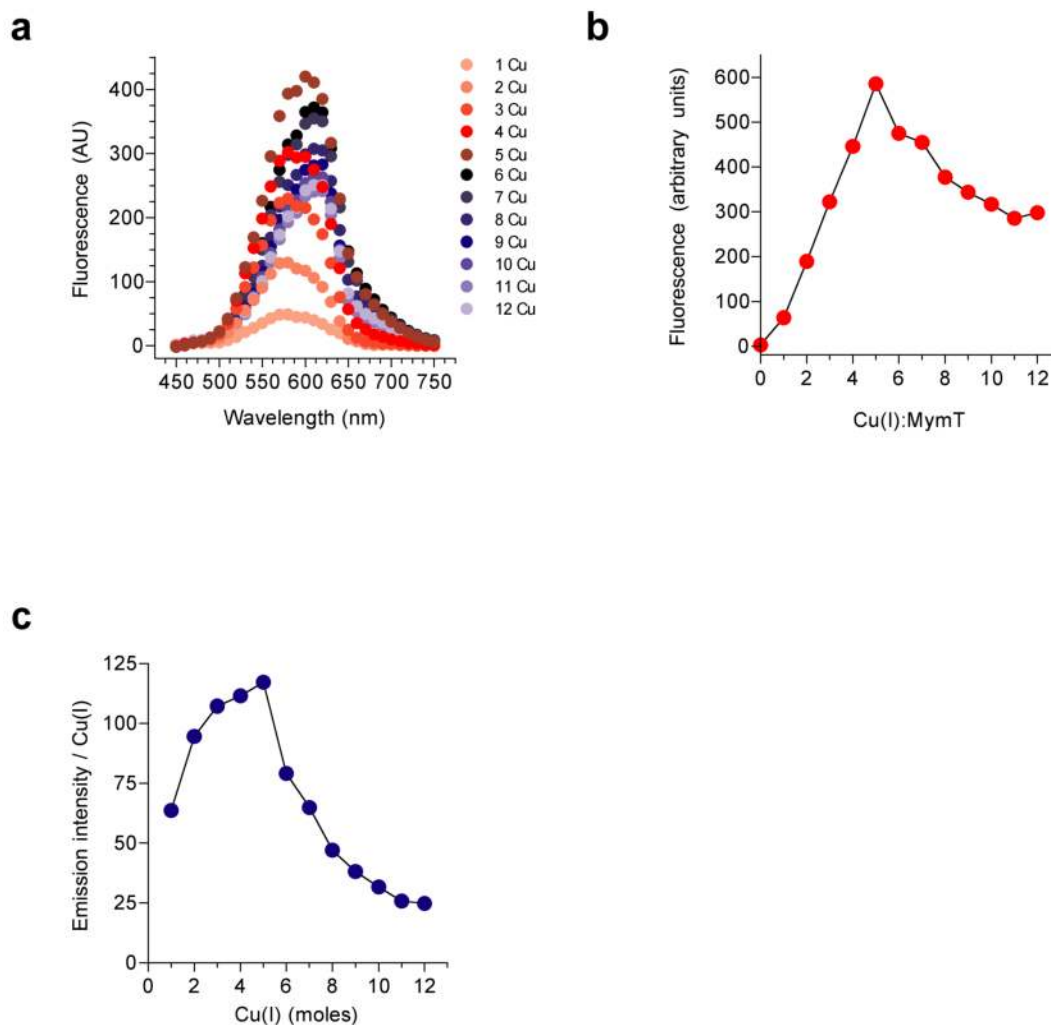 a
Fluorescence (AU)
400
300
200
100
0
450 500 550 600 650 700 750
Wavelength (nm)
1 Cu
2 Cu
3 Cu
4 Cu
5 Cu
6 Cu
7 Cu
8 Cu
9 Cu
10 Cu
11 Cu
12 Cu
b
Fluorescence (arbitrary units)
600
500
400
300
200
100
0
0 2 4 6 8 10 12
Cu(I):MymT
c
Emission intensity / Cu(I)
125
100
75
50
25
0
0 2 4 6 8 10 12
Cu(I) (moles)